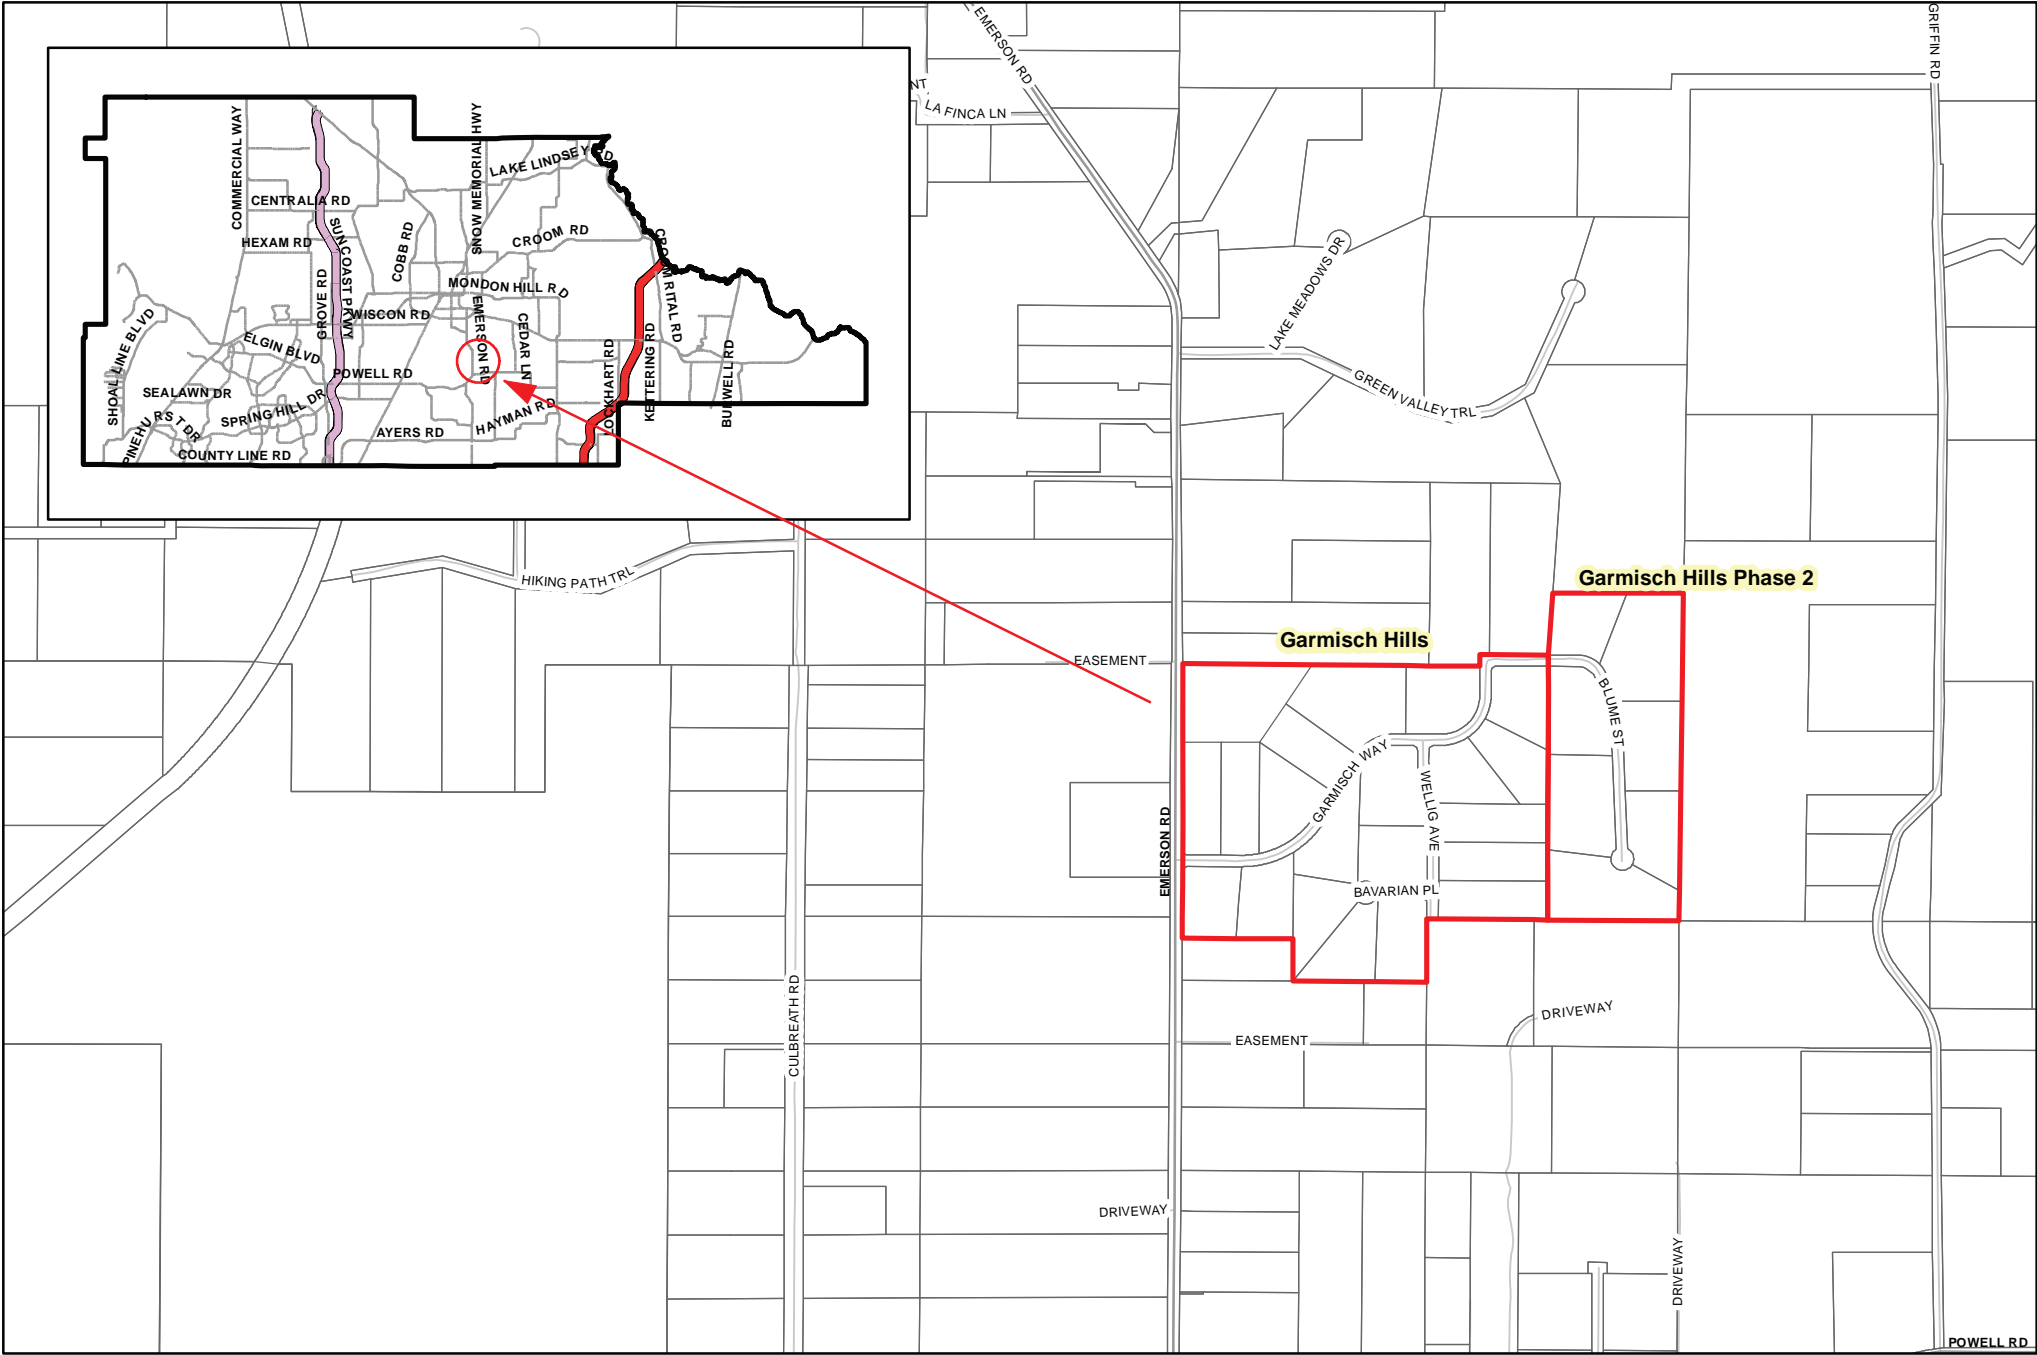 EMERSON RD
GRIFFIN RD
NT
LA FINCA LN
COMMERCIAL WAY
SNOW MEMORIAL HWY
LAKE LINDSEY RD
CENTRALIA RD
HEXAM RD
SUNCOAST PKWY
COBB RD
CROOM RD
CROOM RITAL RD
MONDON HILL RD
GROVE RD
WISCON RD
EMERSON RD
CEDAR LN
SHOAL LINE BLVD
ELGIN BLVD
POWELL RD
LOCKHART RD
KETTERING RD
BURWELL RD
SEALAWN DR
SPRING HILL DR
PINEHURST DR
HAYMAN RD
AYERS RD
COUNTY LINE RD
LAKE MEADOWS DR
GREEN VALLEY TRL
HIKING PATH TRL
Garmisch Hills Phase 2
Garmisch Hills
EASEMENT
BLUME ST
GARMISCH WAY
WELLIG AVE
EMERSON RD
BAVARIAN PL
CULBREATH RD
DRIVEWAY
EASEMENT
DRIVEWAY
DRIVEWAY
POWELL RD